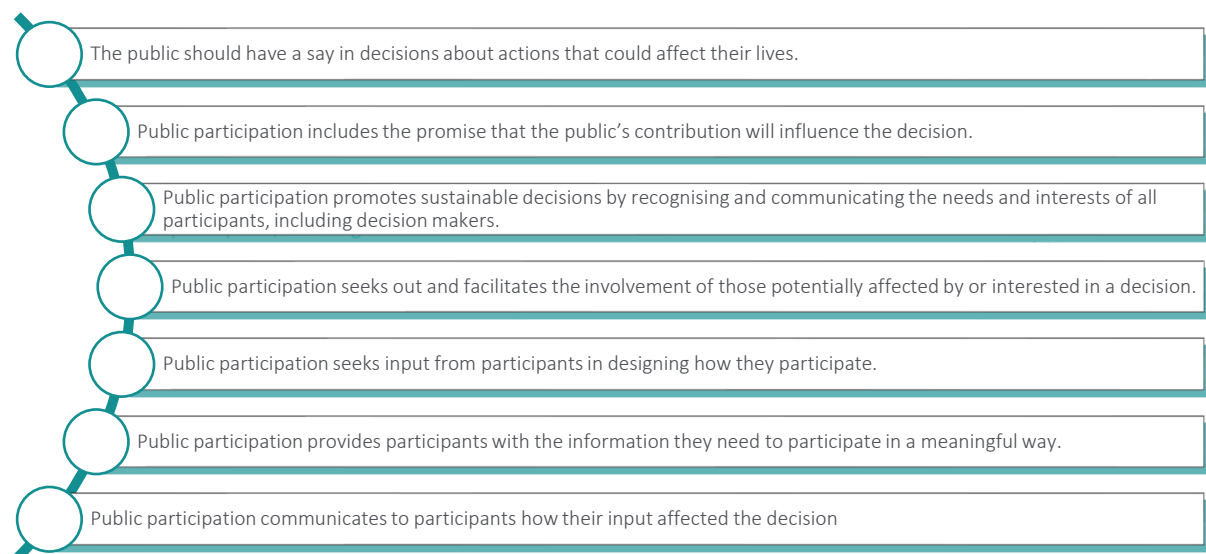 The public should have a say in decisions about actions that could affect their lives.
Public participation includes the promise that the public’s contribution will influence the decision.
Public participation promotes sustainable decisions by recognising and communicating the needs and interests of all
participants, including decision makers.
Public participation seeks out and facilitates the involvement of those potentially affected by or interested in a decision.
Public participation seeks input from participants in designing how they participate.
Public participation provides participants with the information they need to participate in a meaningful way.
Public participation communicates to participants how their input affected the decision